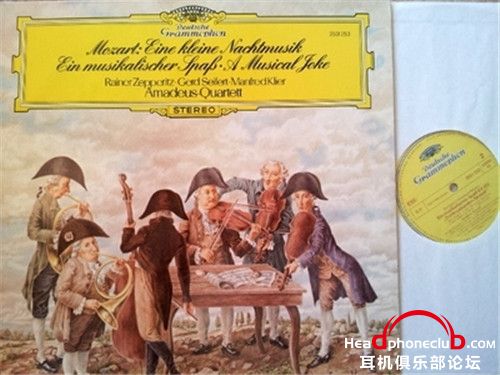 Deutsche
Grammophon
Mozart: Eine kleine Nachtmusik
Ein musikalischer Spaß · A Musical Joke
Rainer Zepperitz · Gerd Seifert · Manfred Klier
Amadeus-Quartett
STEREO
Deutsche
Grammophon
Headphoneclub.com
耳机俱乐部论坛